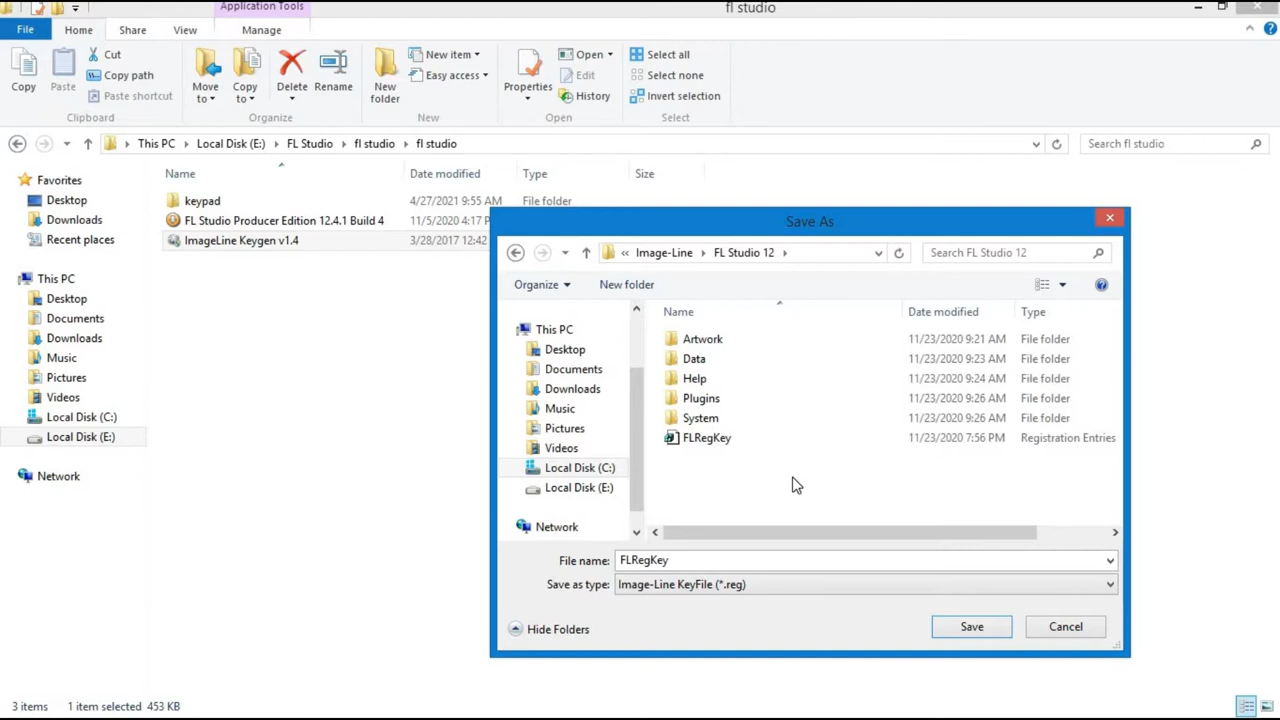 Application Tools
fl studio
File Home Share View Manage
Copy Paste Cut
Copy path
Paste shortcut
Move to Copy to Delete Rename
New folder
New item
Easy access
Properties
Open
Edit
History
Select all
Select none
Invert selection
Clipboard Organize New Open Select
This PC Local Disk (E:) FL Studio fl studio fl studio
Search fl studio
Name Date modified Type Size
Favorites
Desktop
Downloads
Recent places
This PC
Desktop
Documents
Downloads
Music
Pictures
Videos
Local Disk (C:)
Local Disk (E:)
Network
keypad 4/27/2021 9:55 AM File folder
FL Studio Producer Edition 12.4.1 Build 4 11/5/2020 4:17 P
ImageLine Keygen v1.4 3/28/2017 12:42
Save As
« Image-Line FL Studio 12
Search FL Studio 12
Organize New folder
This PC
Desktop
Documents
Downloads
Music
Pictures
Videos
Local Disk (C:)
Local Disk (E:)
Network
Name Date modified Type
Artwork 11/23/2020 9:21 AM File folder
Data 11/23/2020 9:23 AM File folder
Help 11/23/2020 9:24 AM File folder
Plugins 11/23/2020 9:26 AM File folder
System 11/23/2020 9:26 AM File folder
FLRegKey 11/23/2020 7:56 PM Registration Entries
File name: FLRegKey
Save as type: Image-Line KeyFile (*.reg)
Hide Folders Save Cancel
3 items 1 item selected 453 KB